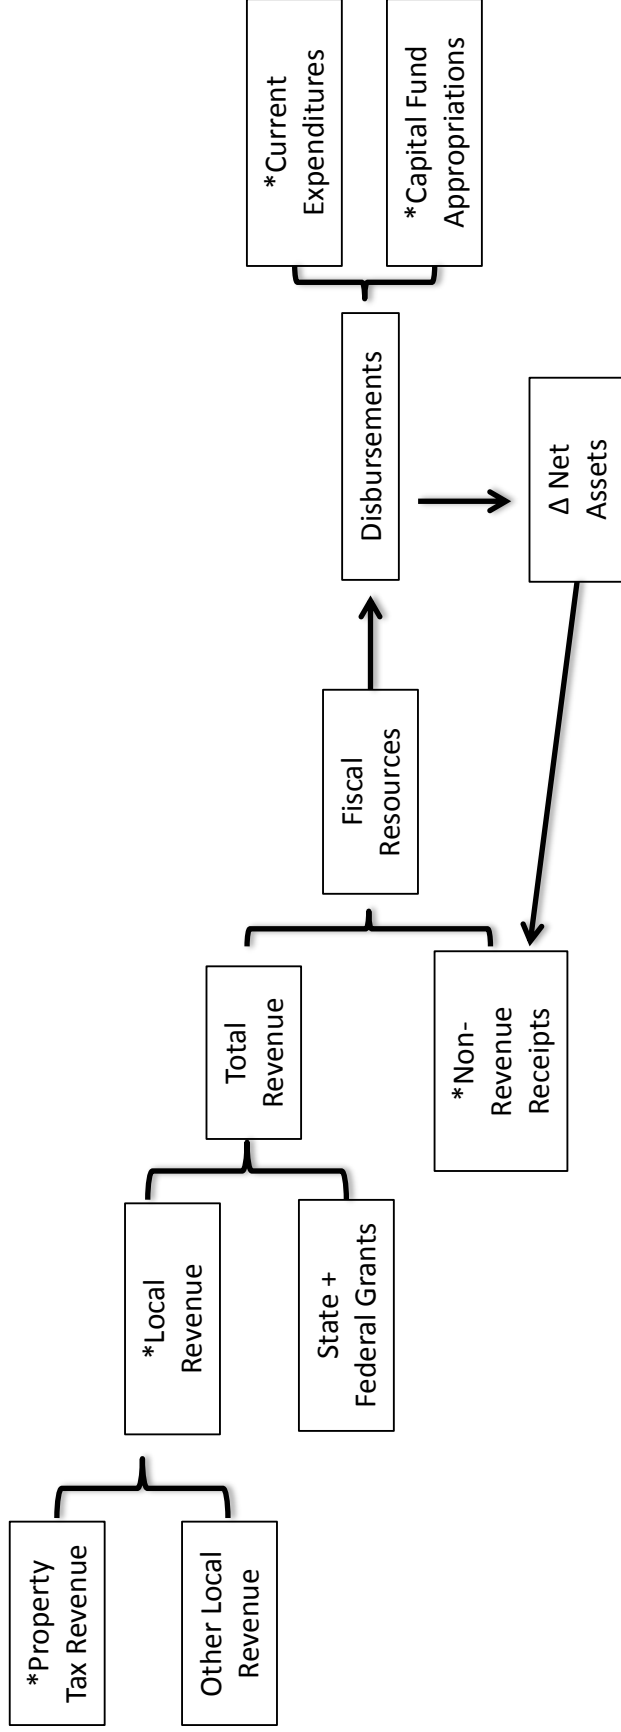 *Property
Tax Revenue
Other Local
Revenue
*Local
Revenue
State +
Federal Grants
Total
Revenue
*Non-
Revenue
Receipts
Fiscal
Resources
Disbursements
Δ Net
Assets
*Current
Expenditures
*Capital Fund
Appropriations